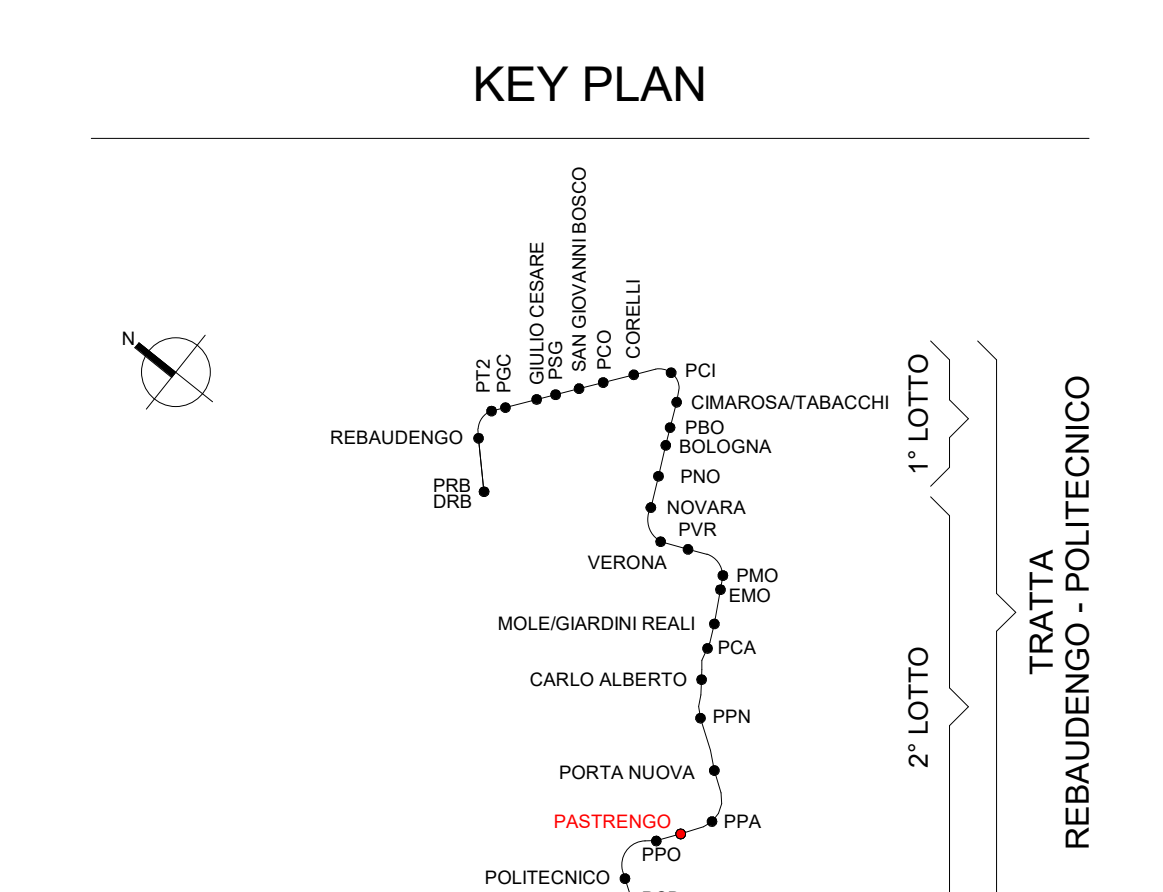 KEY PLAN
N
PT2
PGC
GIULIO CESARE
PSG
SAN GIOVANNI BOSCO
PCO
CORELLI
PCI
CIMAROSA/TABACCHI
REBAUDENGO
PBO
BOLOGNA
PRB
DRB
PNO
NOVARA
PVR
VERONA
PMO
EMO
MOLE/GIARDINI REALI
PCA
CARLO ALBERTO
PPN
PORTA NUOVA
PASTRENGO
PPA
PPO
POLITECNICO
1° LOTTO
2° LOTTO
TRATTA
REBAUDENGO - POLITECNICO